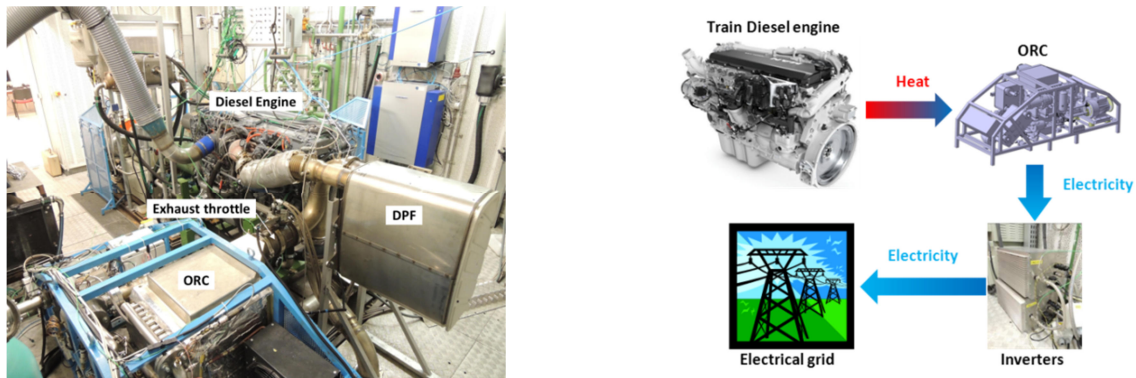 Diesel Engine
Exhaust throttle
DPF
ORC
Train Diesel engine
ORC
Heat
Electricity
Electricity
Electrical grid
Inverters